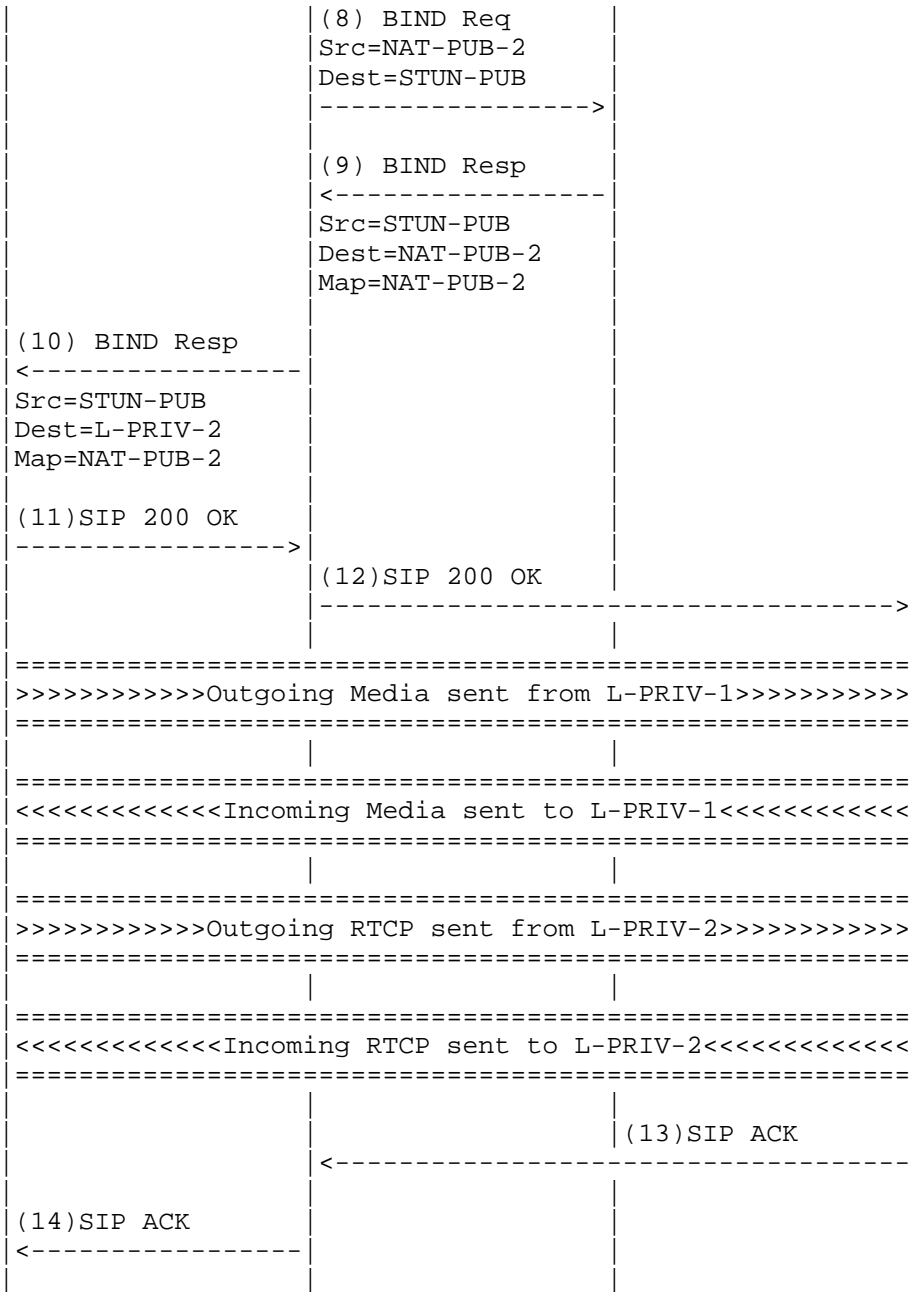 |                  |(8) BIND Req      |
|                  |Src=NAT-PUB-2     |
|                  |Dest=STUN-PUB     |
|                  |----------------->|
|                  |                  |
|                  |(9) BIND Resp     |
|                  |<-----------------|
|                  |Src=STUN-PUB      |
|                  |Dest=NAT-PUB-2    |
|                  |Map=NAT-PUB-2     |
|                  |                  |
|(10) BIND Resp    |                  |
|<-----------------|                  |
|Src=STUN-PUB      |                  |
|Dest=L-PRIV-2     |                  |
|Map=NAT-PUB-2     |                  |
|                  |                  |
|(11)SIP 200 OK    |                  |
|----------------->|                  |
|                  |(12)SIP 200 OK    |
|                  |------------------------------------>
|                  |                  |
|========================================================
|>>>>>>>>>>>>Outgoing Media sent from L-PRIV-1>>>>>>>>>>>
|========================================================
|                  |                  |
|========================================================
|<<<<<<<<<<<<<Incoming Media sent to L-PRIV-1<<<<<<<<<<<<
|========================================================
|                  |                  |
|========================================================
|>>>>>>>>>>>>Outgoing RTCP sent from L-PRIV-2>>>>>>>>>>>>
|========================================================
|                  |                  |
|========================================================
|<<<<<<<<<<<<<Incoming RTCP sent to L-PRIV-2<<<<<<<<<<<<<
|========================================================
|                  |                  |
|                  |                  |(13)SIP ACK
|                  |<------------------------------------
|                  |                  |
|(14)SIP ACK       |                  |
|<-----------------|                  |
|                  |                  |